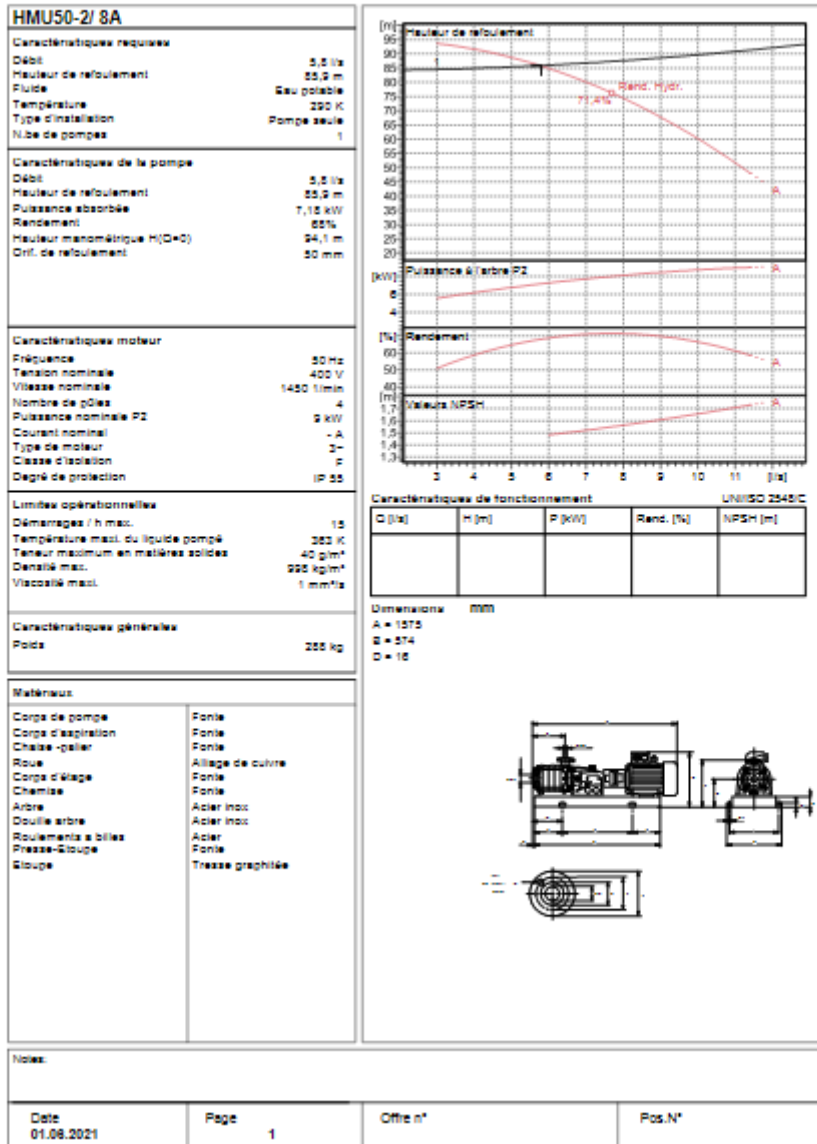 HMU50-2/ 8A
Caractéristiques requises
Débit 5,8 l/s
Hauteur de refoulement 85,9 m
Fluide Eau potable
Température 290 K
Type d'installation Pompe seule
N.be de pompes 1
Caractéristiques de la pompe
Débit 5,8 l/s
Hauteur de refoulement 85,9 m
Puissance absorbée 7,18 kW
Rendement 68%
Hauteur manométrique H(Q=0) 94,1 m
Orif. de refoulement 50 mm
Caractéristiques moteur
Fréquence 50 Hz
Tension nominale 400 V
Vitesse nominale 1450 1/min
Nombre de pôles 4
Puissance nominale P2 9 kW
Courant nominal - A
Type de moteur 3~
Classe d'isolation F
Degré de protection IP 55
Limites opérationnelles
Démarrages / h max. 15
Température maxi. du liquide pompé 363 K
Teneur maximum en matières solides 40 g/m³
Densité max. 998 kg/m³
Viscosité maxi. 1 mm²/s
Caractéristiques générales
Poids 288 kg
Matériaux
Corps de pompe Fonte
Corps d'aspiration Fonte
Chaise -palier Fonte
Roue Alliage de cuivre
Corps d'étage Fonte
Chemise Fonte
Arbre Acier inox
Douille arbre Acier inox
Roulements a billes Acier
Presse-Etoupe Fonte
Etoupe Tresse graphitée
[m] Hauteur de refoulement
95
90
85
80
75
70
65
60
55
50
45
40
35
30
25
20
1
1
Rend. Hydr.
71,4%
A
[kW] Puissance à l'arbre P2
6
4
A
[%] Rendement
60
50
40
A
[m] Valeurs NPSH
1,7
1,6
1,5
1,4
1,3
A
3 4 5 6 7 8 9 10 11 [l/s]
Caractéristiques de fonctionnement UNI/ISO 2548/C
Q [l/s] H [m] P [kW] Rend. [%] NPSH [m]
Dimensions mm
A = 1575
B = 574
D = 16
Notes:
Date Page Offre n° Pos.N°
01.06.2021 1